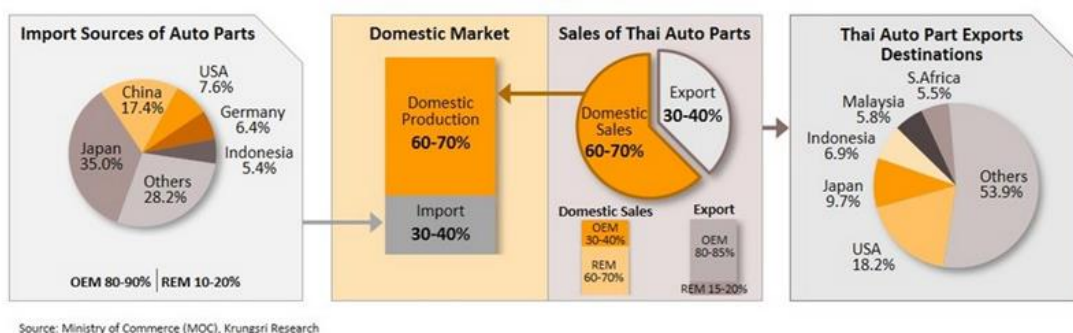 Import Sources of Auto Parts
USA
7.6%
China
17.4%
Germany
6.4%
Indonesia
5.4%
Japan
35.0%
Others
28.2%
OEM 80-90% | REM 10-20%
Domestic Market
Domestic
Production
60-70%
Import
30-40%
Sales of Thai Auto Parts
Export
30-40%
Domestic
Sales
60-70%
Domestic Sales
OEM
30-40%
REM
60-70%
Export
OEM
80-85%
REM 15-20%
Thai Auto Part Exports
Destinations
S.Africa
5.5%
Malaysia
5.8%
Indonesia
6.9%
Japan
9.7%
USA
18.2%
Others
53.9%
Source: Ministry of Commerce (MOC), Krungsri Research